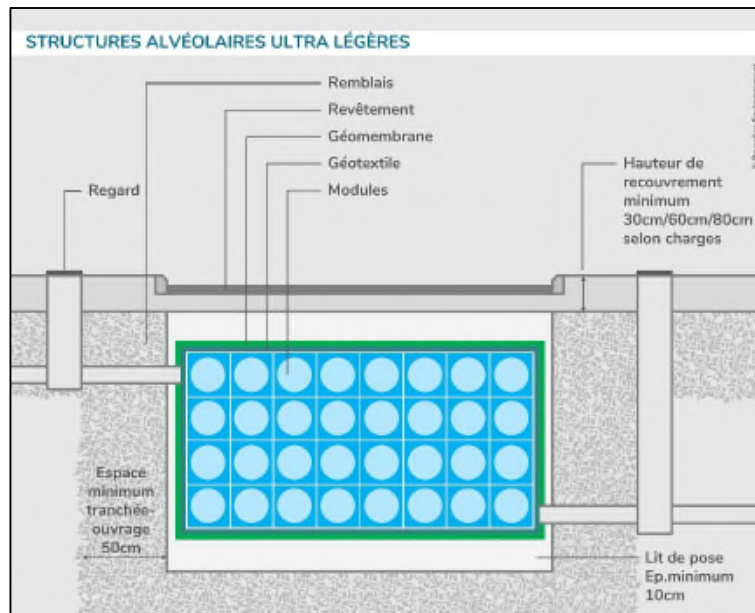 STRUCTURES ALVÉOLAIRES ULTRA LÉGÈRES
Remblais
Revêtement
Géomembrane
Géotextile
Modules
Regard
Hauteur de
recouvrement
minimum
30cm/60cm/80cm
selon charges
Espace
minimum
tranchée-
ouvrage
50cm
Lit de pose
Ep.minimum
10cm